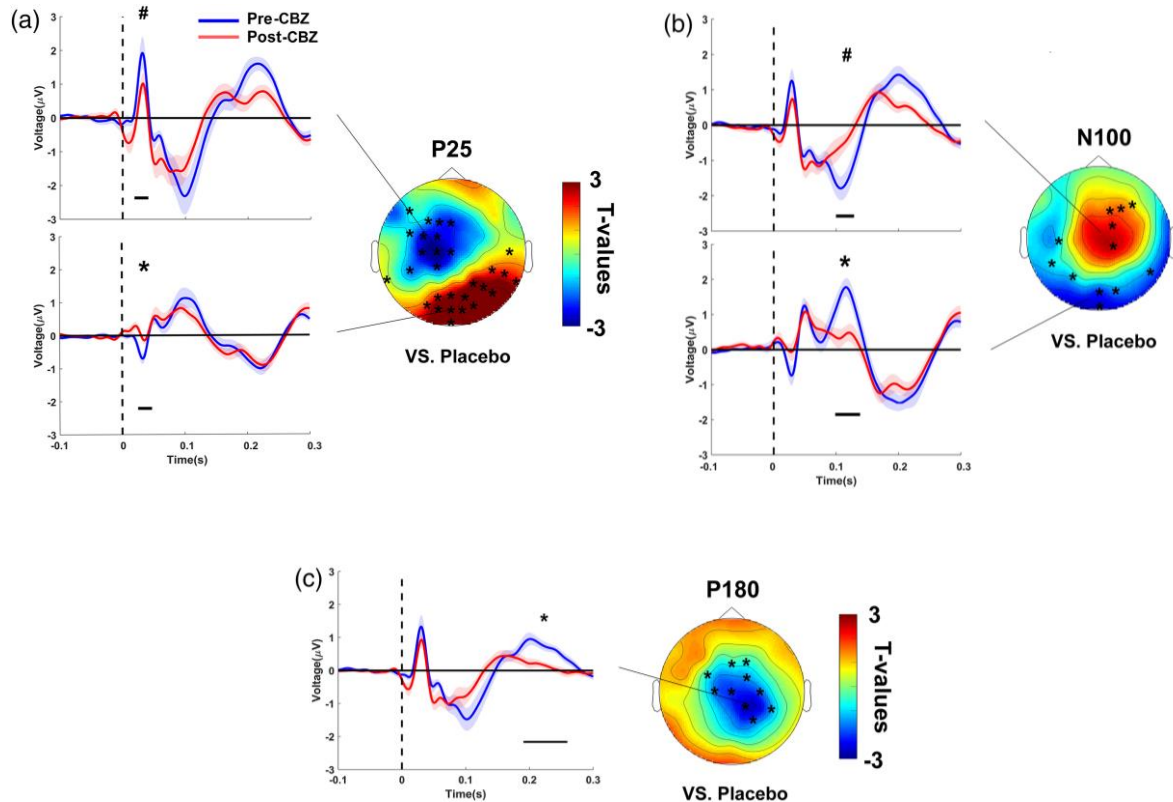 (a)
#
Pre-CBZ
Post-CBZ
Voltage(μV)
3
2
1
0
-1
-2
-3
P25
3
T-values
-3
VS. Placebo
*
Voltage(μV)
3
2
1
0
-1
-2
-3
-0.1 0 0.1 0.2 0.3
Time(s)
(b)
#
Voltage(μV)
3
2
1
0
-1
-2
-3
N100
VS. Placebo
*
Voltage(μV)
3
2
1
0
-1
-2
-3
-0.1 0 0.1 0.2 0.3
Time(s)
(c)
*
Voltage(μV)
3
2
1
0
-1
-2
-3
-0.1 0 0.1 0.2 0.3
Time(s)
P180
3
T-values
-3
VS. Placebo